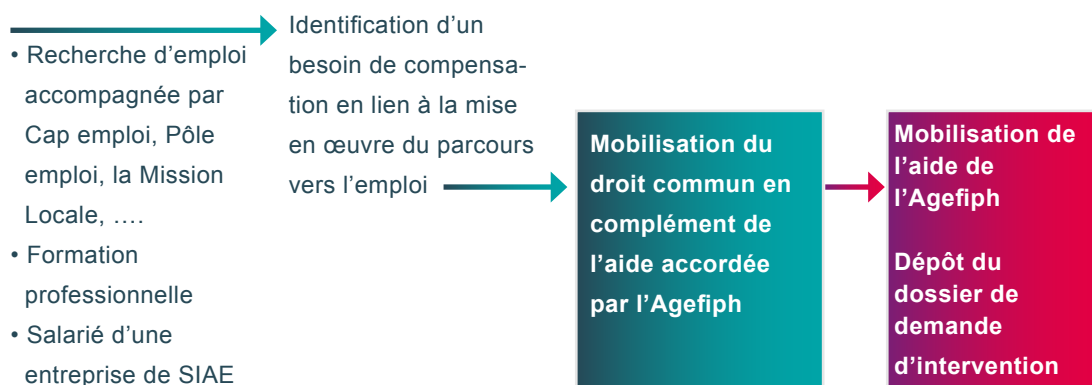 • Recherche d’emploi
accompagnée par
Cap emploi, Pôle
emploi, la Mission
Locale, ….
• Formation
professionnelle
• Salarié d’une
entreprise de SIAE
Identification d’un
besoin de compensa-
tion en lien à la mise
en œuvre du parcours
vers l’emploi
Mobilisation du
droit commun en
complément de
l’aide accordée
par l’Agefiph
Mobilisation de
l’aide de
l’Agefiph
Dépôt du
dossier de
demande
d’intervention